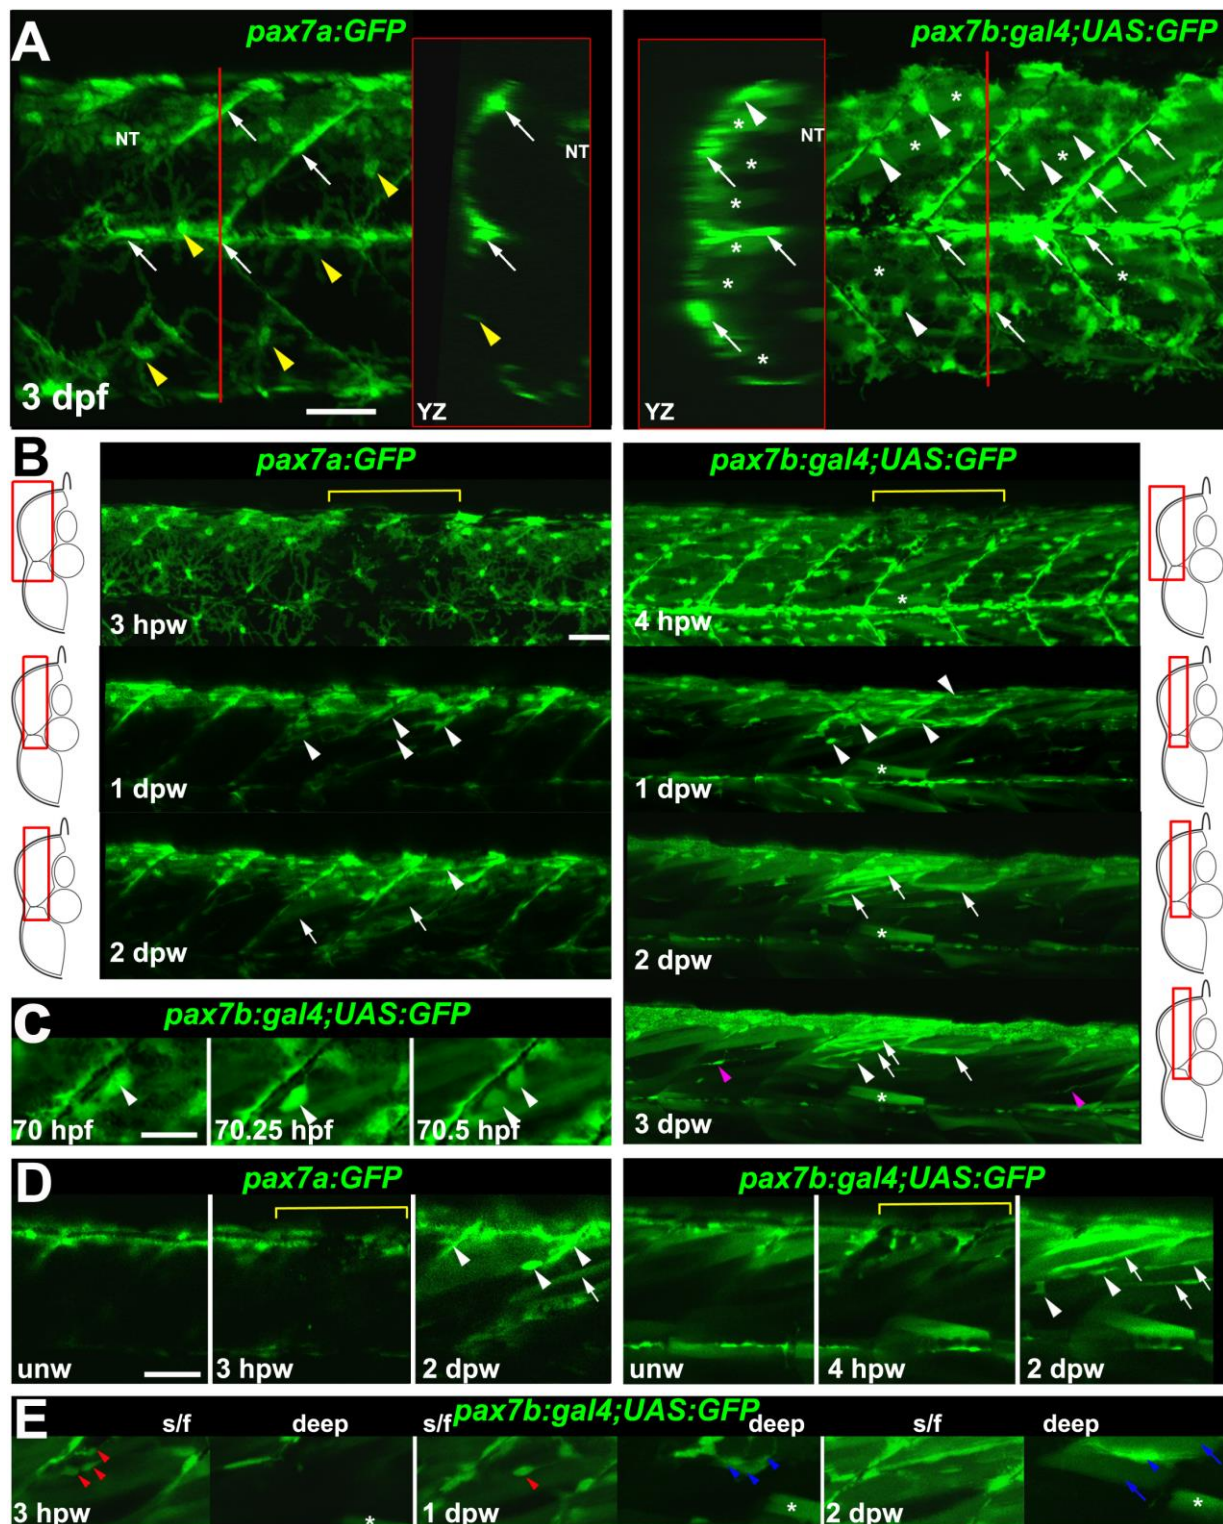 A
pax7a:GFP
pax7b:gal4;UAS:GFP
NT
NT
NT
*
*
*
*
*
*
*
*
*
*
*
3 dpf
YZ
YZ
B
pax7a:GFP
pax7b:gal4;UAS:GFP
3 hpw
4 hpw
*
1 dpw
1 dpw
*
2 dpw
2 dpw
*
3 dpw
*
C
pax7b:gal4;UAS:GFP
70 hpf
70.25 hpf
70.5 hpf
D
pax7a:GFP
pax7b:gal4;UAS:GFP
unw
3 hpw
2 dpw
unw
4 hpw
2 dpw
E
pax7b:gal4;UAS:GFP
s/f
deep
s/f
deep
s/f
deep
3 hpw
*
1 dpw
*
2 dpw
*